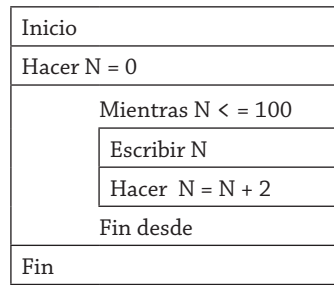 Inicio
Hacer N = 0
Mientras N < = 100
Escribir N
Hacer N = N + 2
Fin desde
Fin